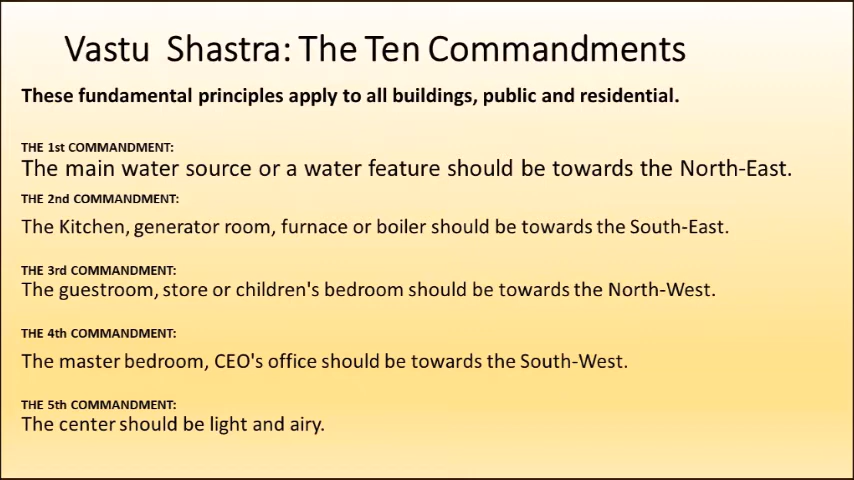 Vastu Shastra: The Ten Commandments
These fundamental principles apply to all buildings, public and residential.
THE 1st COMMANDMENT:
The main water source or a water feature should be towards the North-East.
THE 2nd COMMANDMENT:
The Kitchen, generator room, furnace or boiler should be towards the South-East.
THE 3rd COMMANDMENT:
The guestroom, store or children's bedroom should be towards the North-West.
THE 4th COMMANDMENT:
The master bedroom, CEO's office should be towards the South-West.
THE 5th COMMANDMENT:
The center should be light and airy.